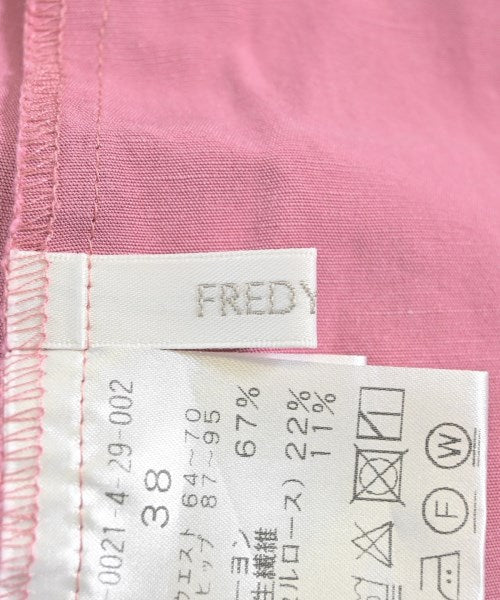 FREDY
-0021-4-29-002
38
ウエスト 64~70
ヒップ 87~95
ーヨン 67%
生繊維
ルロース) 22%
11%
W
F